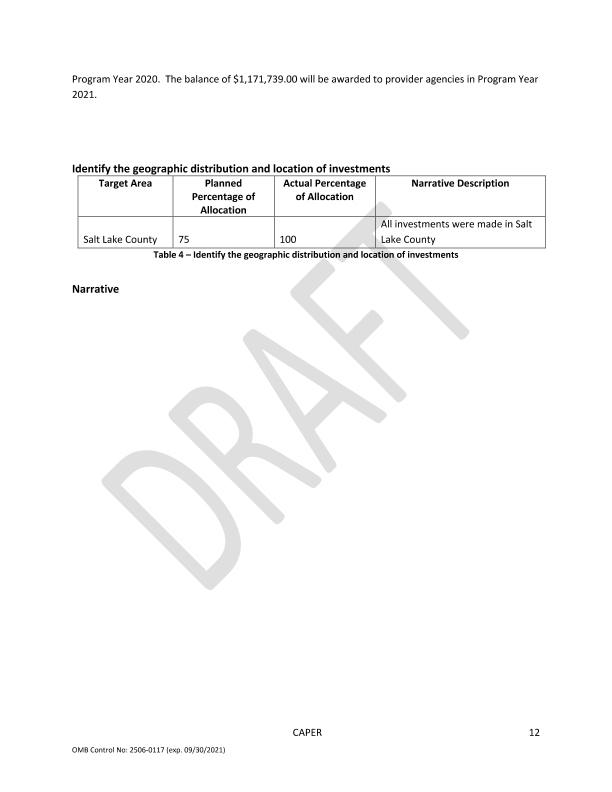 Program Year 2020.  The balance of $1,171,739.00 will be awarded to provider agencies in Program Year
2021.
Identify the geographic distribution and location of investments
Target Area
Planned
Percentage of
Allocation
Actual Percentage
of Allocation
Narrative Description
Salt Lake County
75
100
All investments were made in Salt
Lake County
Table 4 – Identify the geographic distribution and location of investments
Narrative
DRAFT
CAPER
12
OMB Control No: 2506-0117 (exp. 09/30/2021)